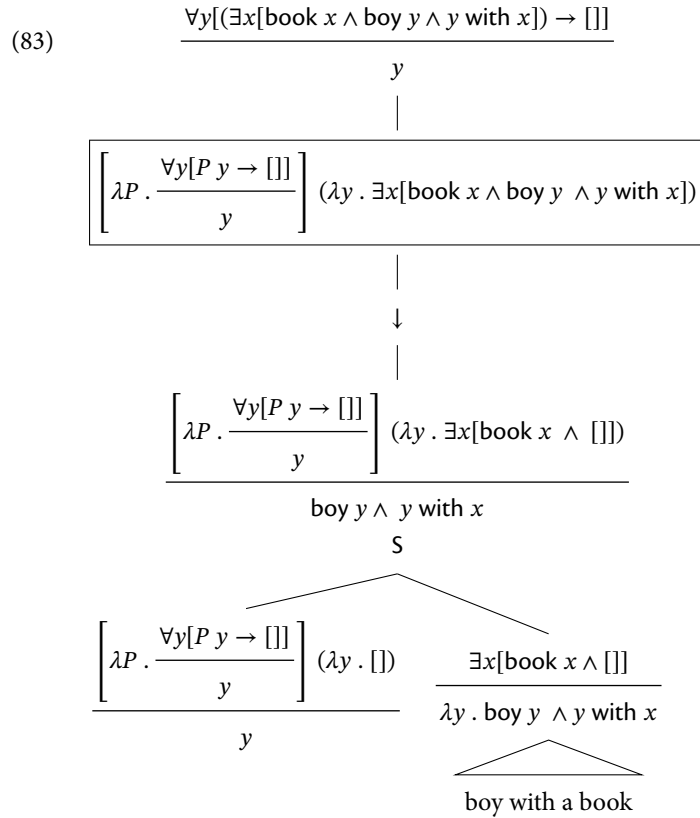 (83)
∀y[(∃x[book x ∧ boy y ∧ y with x]) → []]
y
[λP . ∀y[P y → []]
y] (λy . ∃x[book x ∧ boy y ∧ y with x])
↓
[λP . ∀y[P y → []]
y] (λy . ∃x[book x ∧ []])
boy y ∧ y with x
S
[λP . ∀y[P y → []]
y] (λy . [])
y
∃x[book x ∧ []]
λy . boy y ∧ y with x
boy with a book